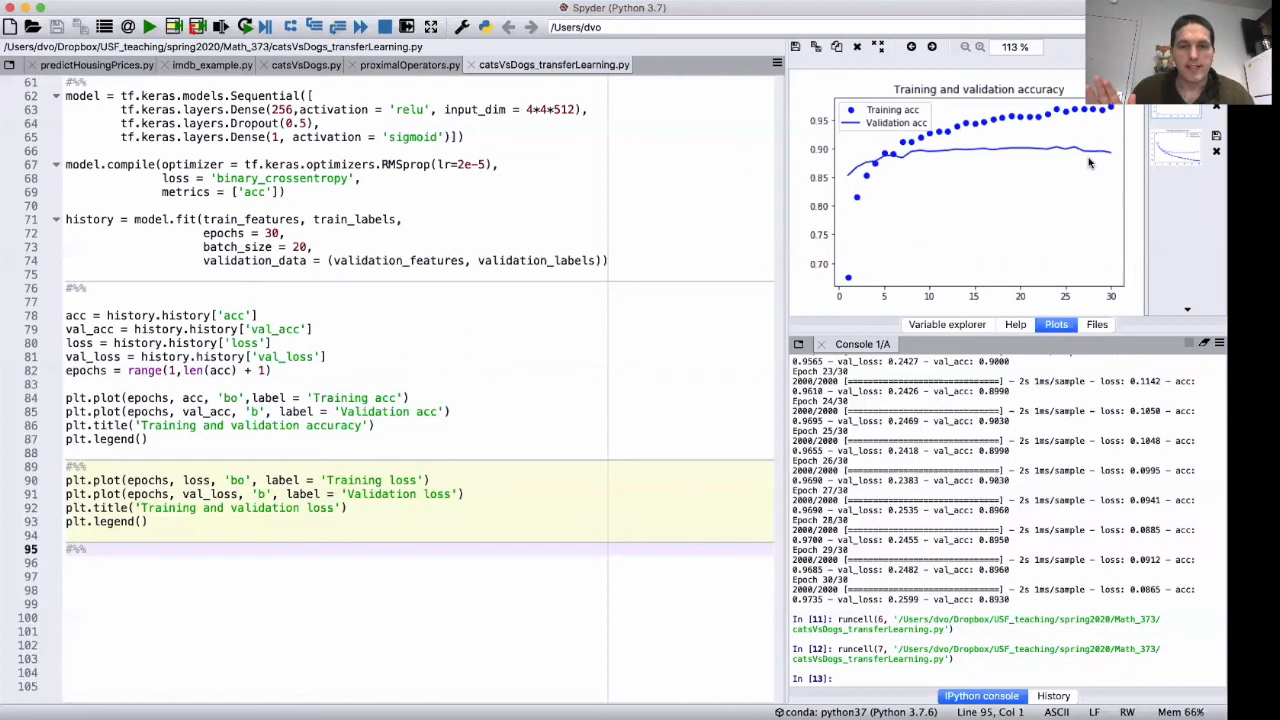 Spyder (Python 3.7)
/Users/dvo
/Users/dvo/Dropbox/USF_teaching/spring2020/Math_373/catsVsDogs_transferLearning.py
113 %
predictHousingPrices.py
imdb_example.py
catsVsDogs.py
proximalOperators.py
catsVsDogs_transferLearning.py
61 #%%
62 model = tf.keras.models.Sequential([
63 tf.keras.layers.Dense(256,activation = 'relu', input_dim = 4*4*512),
64 tf.keras.layers.Dropout(0.5),
65 tf.keras.layers.Dense(1, activation = 'sigmoid')])
66
67 model.compile(optimizer = tf.keras.optimizers.RMSprop(lr=2e-5),
68 loss = 'binary_crossentropy',
69 metrics = ['acc'])
70
71 history = model.fit(train_features, train_labels,
72 epochs = 30,
73 batch_size = 20,
74 validation_data = (validation_features, validation_labels))
75
76 #%%
77
78 acc = history.history['acc']
79 val_acc = history.history['val_acc']
80 loss = history.history['loss']
81 val_loss = history.history['val_loss']
82 epochs = range(1,len(acc) + 1)
83
84 plt.plot(epochs, acc, 'bo',label = 'Training acc')
85 plt.plot(epochs, val_acc, 'b', label = 'Validation acc')
86 plt.title('Training and validation accuracy')
87 plt.legend()
88
89 #%%
90 plt.plot(epochs, loss, 'bo', label = 'Training loss')
91 plt.plot(epochs, val_loss, 'b', label = 'Validation loss')
92 plt.title('Training and validation loss')
93 plt.legend()
94
95 #%%
96
97
98
99
100
101
102
103
104
105
Training and validation accuracy
Training acc
Validation acc
0.95
0.90
0.85
0.80
0.75
0.70
0 5 10 15 20 25 30
Variable explorer Help Plots Files
Console 1/A
0.9565 - val_loss: 0.2427 - val_acc: 0.9000
Epoch 23/30
2000/2000 [==============================] - 2s 1ms/sample - loss: 0.1142 - acc:
0.9610 - val_loss: 0.2426 - val_acc: 0.8990
Epoch 24/30
2000/2000 [==============================] - 2s 1ms/sample - loss: 0.1050 - acc:
0.9695 - val_loss: 0.2469 - val_acc: 0.9030
Epoch 25/30
2000/2000 [==============================] - 2s 1ms/sample - loss: 0.1048 - acc:
0.9655 - val_loss: 0.2418 - val_acc: 0.8990
Epoch 26/30
2000/2000 [==============================] - 2s 1ms/sample - loss: 0.0995 - acc:
0.9690 - val_loss: 0.2383 - val_acc: 0.9030
Epoch 27/30
2000/2000 [==============================] - 2s 1ms/sample - loss: 0.0941 - acc:
0.9690 - val_loss: 0.2535 - val_acc: 0.8960
Epoch 28/30
2000/2000 [==============================] - 2s 1ms/sample - loss: 0.0885 - acc:
0.9700 - val_loss: 0.2455 - val_acc: 0.8950
Epoch 29/30
2000/2000 [==============================] - 2s 1ms/sample - loss: 0.0912 - acc:
0.9685 - val_loss: 0.2482 - val_acc: 0.8960
Epoch 30/30
2000/2000 [==============================] - 2s 1ms/sample - loss: 0.0865 - acc:
0.9735 - val_loss: 0.2599 - val_acc: 0.8930
In [11]: runcell(6, '/Users/dvo/Dropbox/USF_teaching/spring2020/Math_373/
catsVsDogs_transferLearning.py')
In [12]: runcell(7, '/Users/dvo/Dropbox/USF_teaching/spring2020/Math_373/
catsVsDogs_transferLearning.py')
In [13]:
IPython console History
conda: python37 (Python 3.7.6) Line 95, Col 1 ASCII LF RW Mem 66%